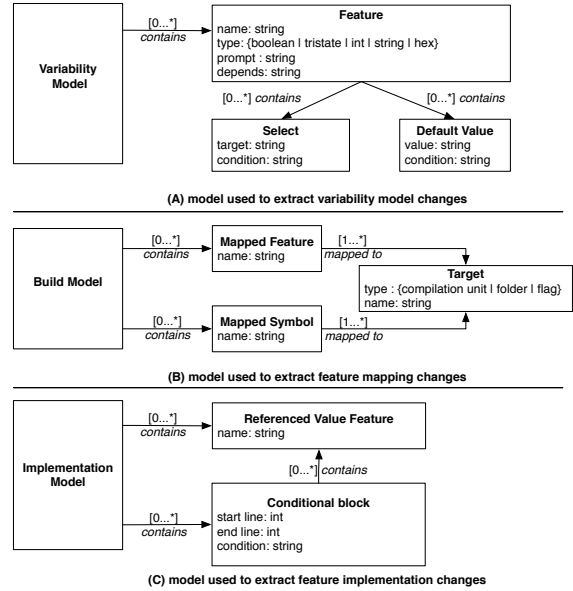 Variability
Model
[0...*]
contains
Feature
name: string
type: {boolean | tristate | int | string | hex}
prompt : string
depends: string
[0...*] contains
[0...*] contains
Select
target: string
condition: string
Default Value
value: string
condition: string
(A) model used to extract variability model changes
Build Model
[0...*]
contains
Mapped Feature
name: string
[1...*]
mapped to
Target
type : {compilation unit | folder | flag}
name: string
[0...*]
contains
Mapped Symbol
name: string
[1...*]
mapped to
(B) model used to extract feature mapping changes
Implementation
Model
[0...*]
contains
Referenced Value Feature
name: string
[0...*] contains
[0...*]
contains
Conditional block
start line: int
end line: int
condition: string
(C) model used to extract feature implementation changes